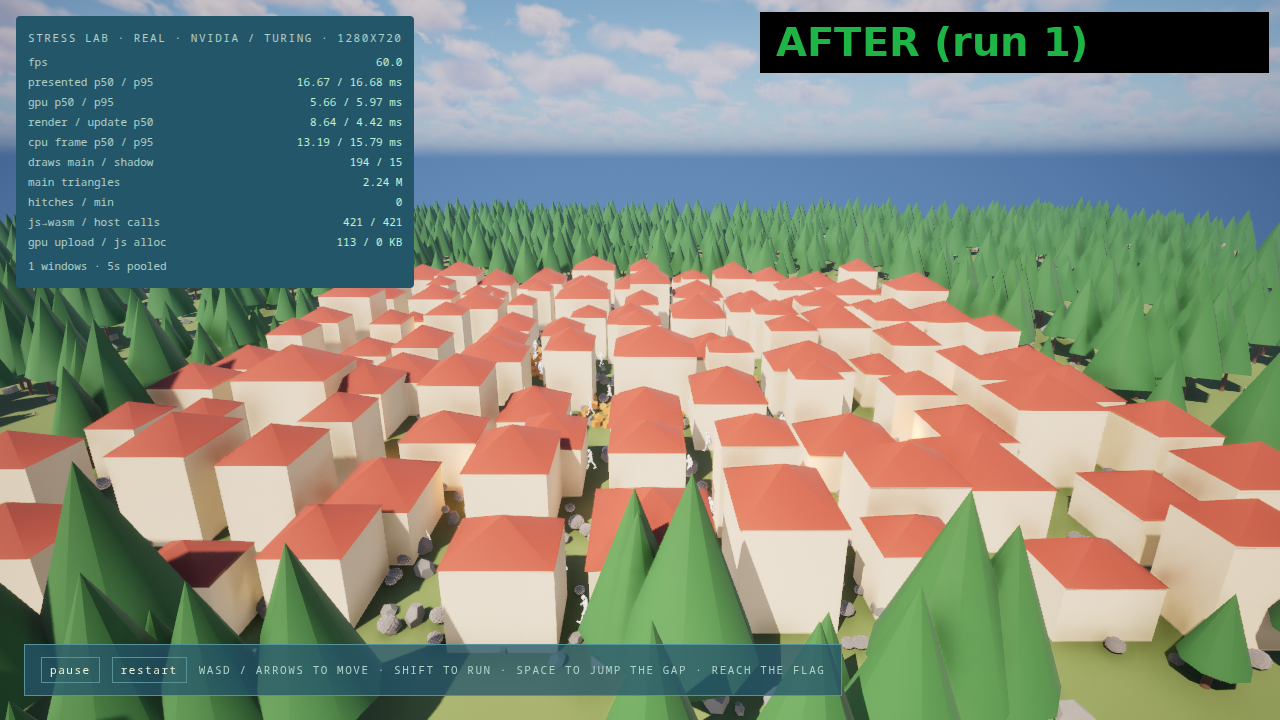 STRESS LAB · REAL · NVIDIA / TURING · 1280X720
fps 60.0
presented p50 / p95 16.67 / 16.68 ms
gpu p50 / p95 5.66 / 5.97 ms
render / update p50 8.64 / 4.42 ms
cpu frame p50 / p95 13.19 / 15.79 ms
draws main / shadow 194 / 15
main triangles 2.24 M
hitches / min 0
js→wasm / host calls 421 / 421
gpu upload / js alloc 113 / 0 KB
1 windows · 5s pooled
AFTER (run 1)
pause restart WASD / ARROWS TO MOVE · SHIFT TO RUN · SPACE TO JUMP THE GAP · REACH THE FLAG